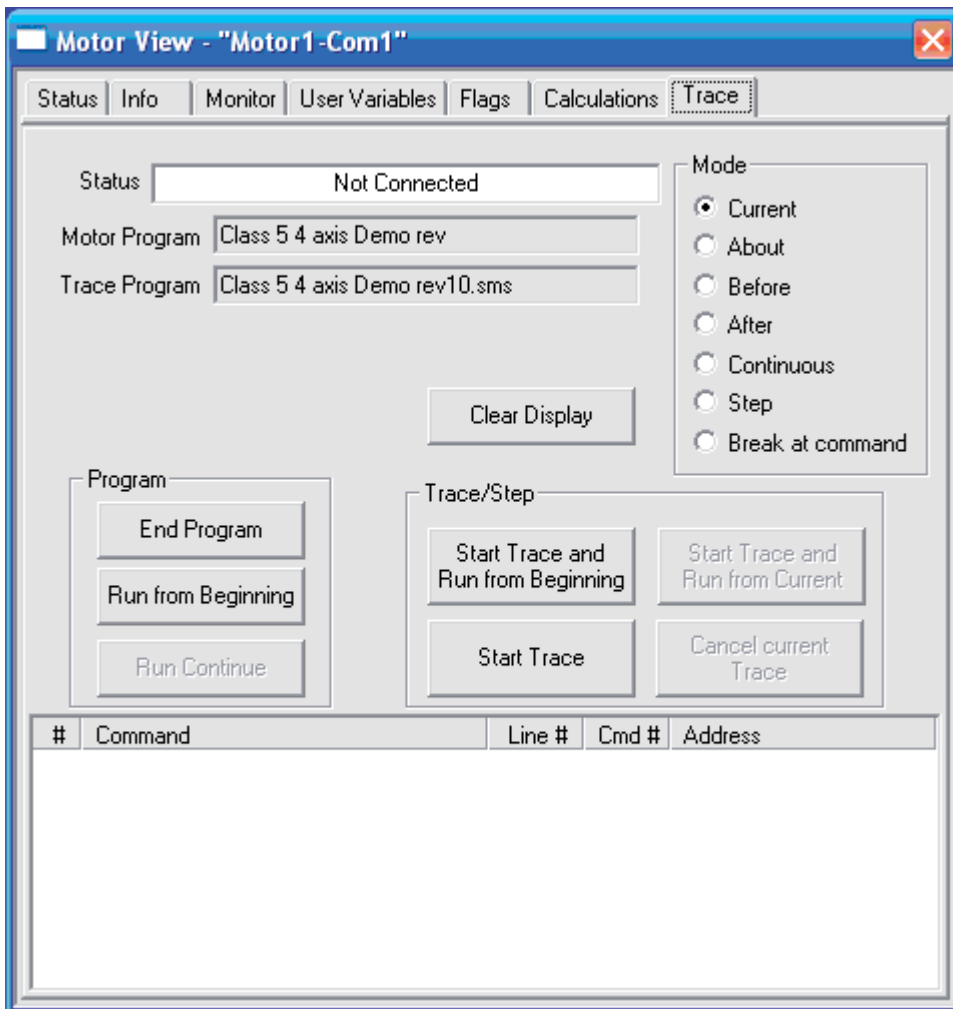 Motor View - "Motor1-Com1"
Status Info Monitor User Variables Flags Calculations Trace
Status Not Connected
Motor Program Class 5 4 axis Demo rev
Trace Program Class 5 4 axis Demo rev10.sms
Mode
Current
About
Before
After
Continuous
Step
Break at command
Clear Display
Program
End Program
Run from Beginning
Run Continue
Trace/Step
Start Trace and
Run from Beginning
Start Trace and
Run from Current
Start Trace
Cancel current
Trace
# Command Line # Cmd # Address